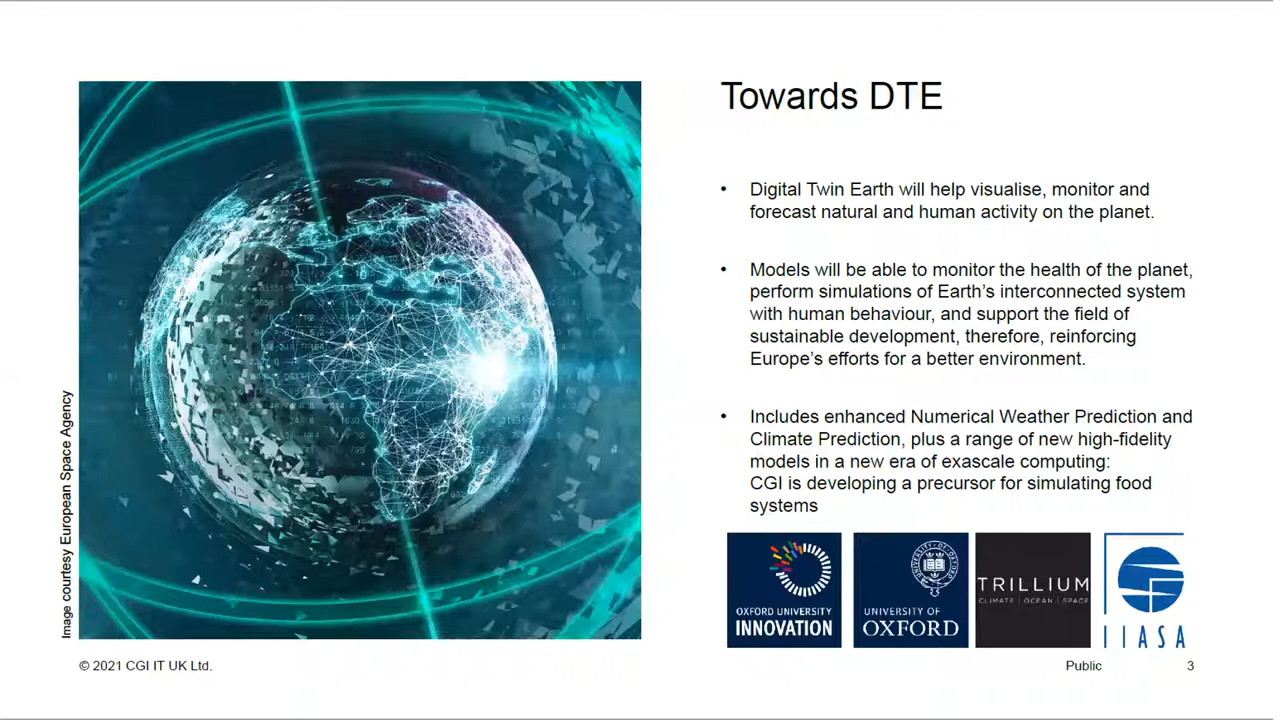 Towards DTE
• Digital Twin Earth will help visualise, monitor and
forecast natural and human activity on the planet.
• Models will be able to monitor the health of the planet,
perform simulations of Earth's interconnected system
with human behaviour, and support the field of
sustainable development, therefore, reinforcing
Europe's efforts for a better environment.
• Includes enhanced Numerical Weather Prediction and
Climate Prediction, plus a range of new high-fidelity
models in a new era of exascale computing:
CGI is developing a precursor for simulating food
systems
Image courtesy European Space Agency
OXFORD UNIVERSITY
INNOVATION
UNIVERSITY OF
OXFORD
TRILLIUM
CLIMATE | OCEAN | SPACE
IIASA
© 2021 CGI IT UK Ltd.
Public
3